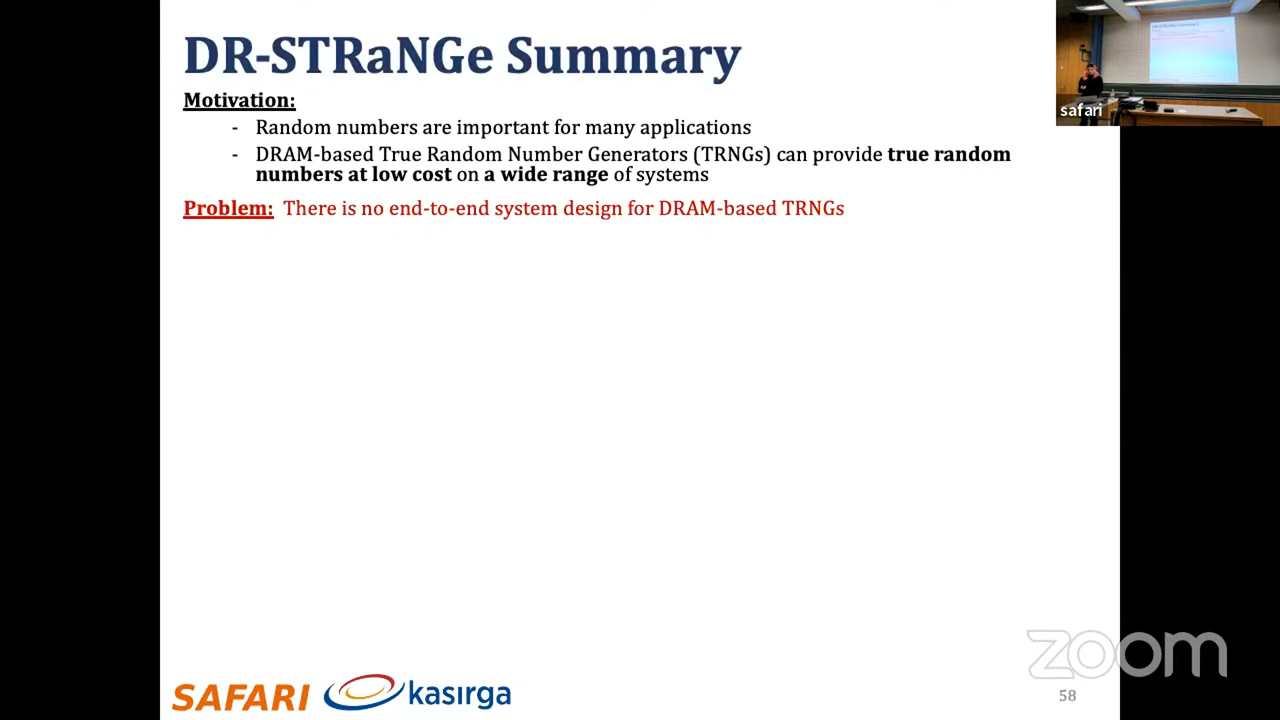 DR-STRaNGe Summary
Motivation:
- Random numbers are important for many applications
- DRAM-based True Random Number Generators (TRNGs) can provide true random
numbers at low cost on a wide range of systems
Problem: There is no end-to-end system design for DRAM-based TRNGs
safari
zoom
SAFARI
kasırga
58